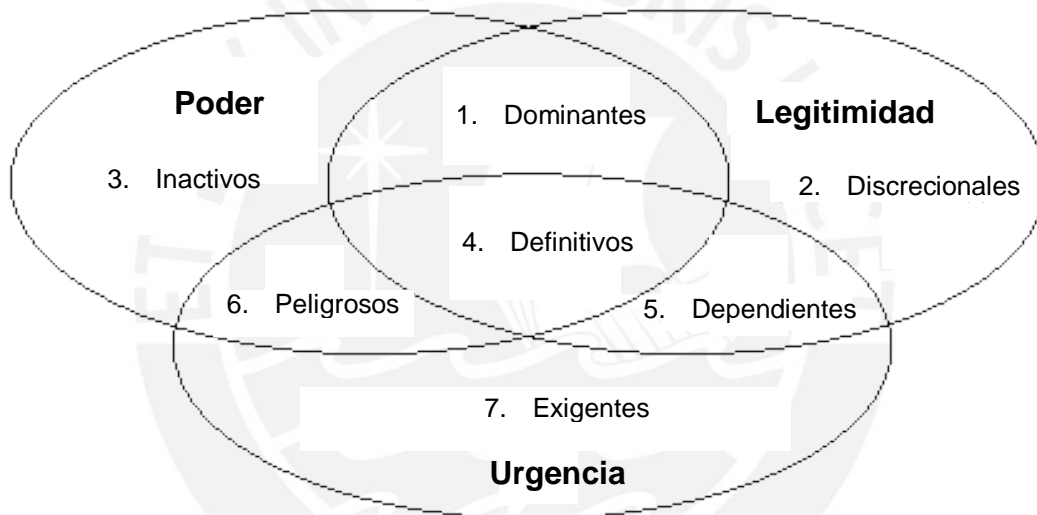 Poder
1. Dominantes
Legitimidad
3. Inactivos
2. Discrecionales
4. Definitivos
6. Peligrosos
5. Dependientes
7. Exigentes
Urgencia